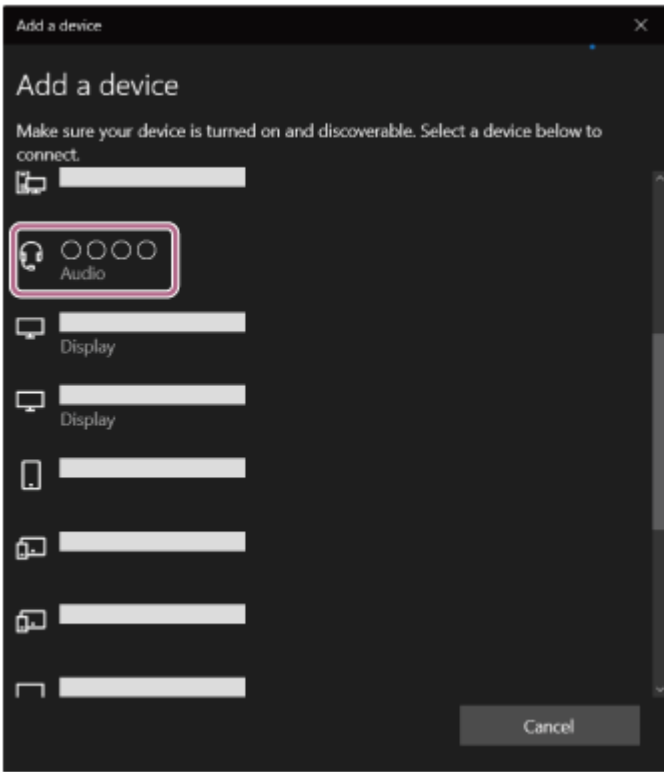 Add a device
Add a device
Make sure your device is turned on and discoverable. Select a device below to
connect.
○○○○
Audio
Display
Display
Cancel